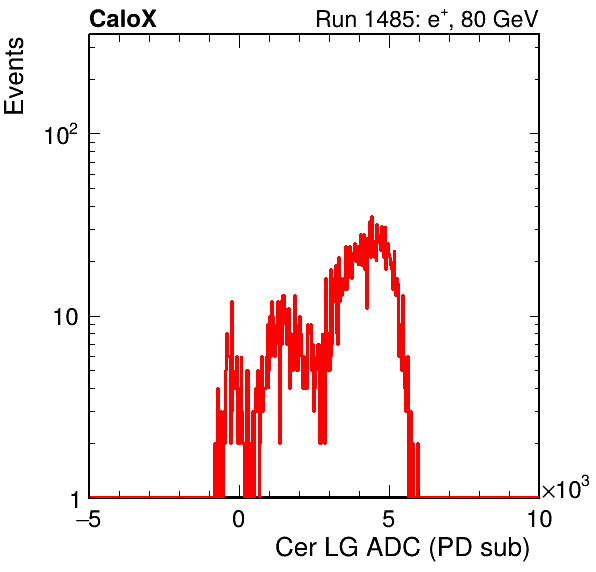 CaloX
Run 1485: e⁺, 80 GeV
Events
10²
10
1
−5
0
5
10
×10³
Cer LG ADC (PD sub)